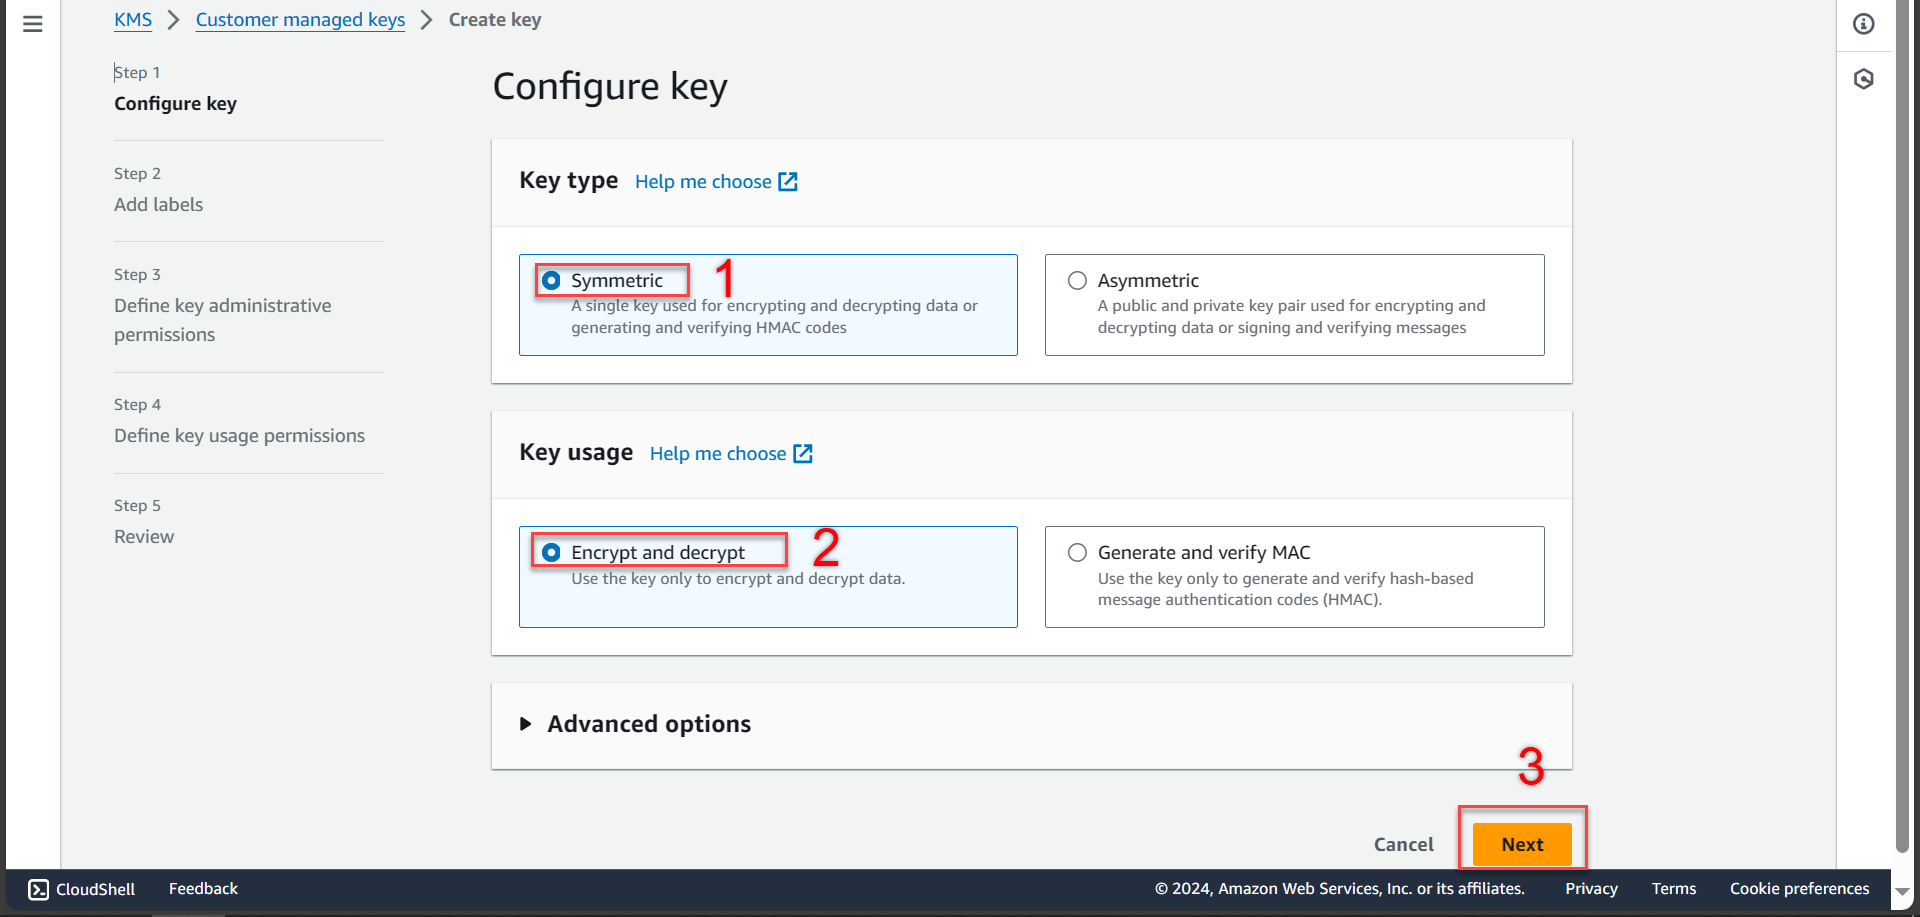 KMS > Customer managed keys > Create key
Step 1
Configure key
Step 2
Add labels
Step 3
Define key administrative
permissions
Step 4
Define key usage permissions
Step 5
Review
Configure key
Key type Help me choose
Symmetric 1
A single key used for encrypting and decrypting data or
generating and verifying HMAC codes
Asymmetric
A public and private key pair used for encrypting and
decrypting data or signing and verifying messages
Key usage Help me choose
Encrypt and decrypt 2
Use the key only to encrypt and decrypt data.
Generate and verify MAC
Use the key only to generate and verify hash-based
message authentication codes (HMAC).
Advanced options
3
Cancel Next
CloudShell Feedback © 2024, Amazon Web Services, Inc. or its affiliates. Privacy Terms Cookie preferences